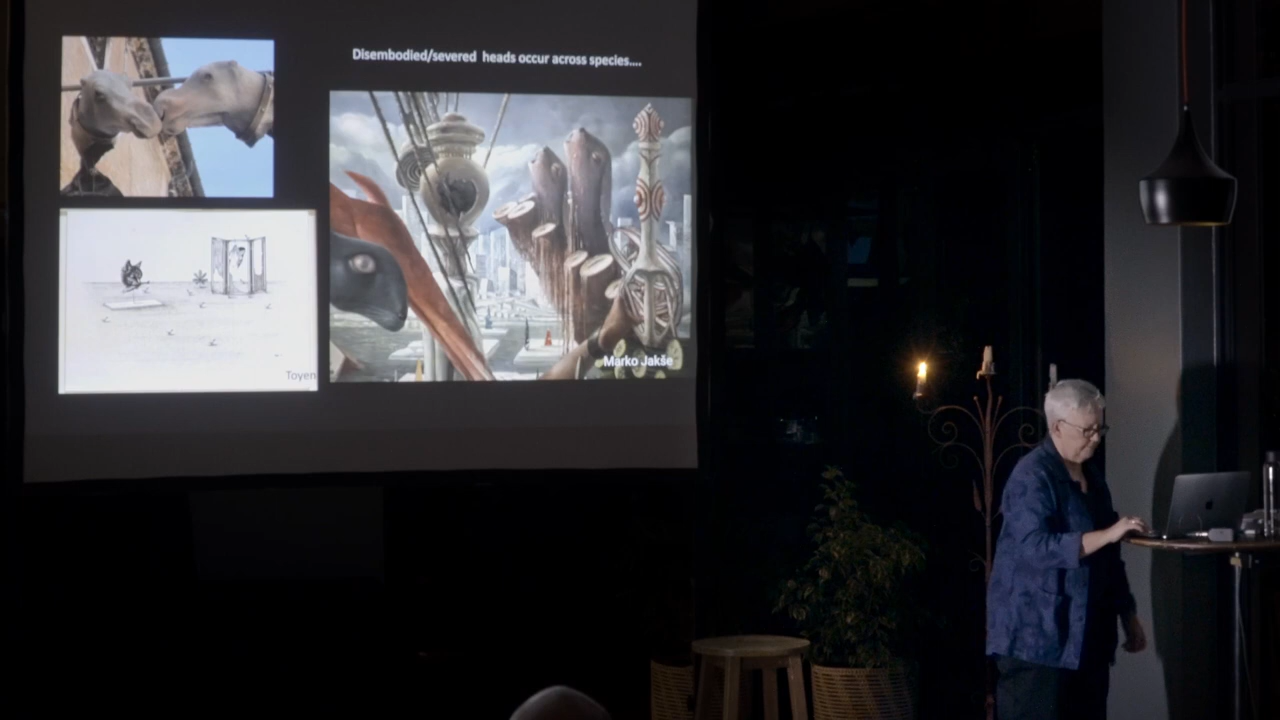 Disembodied/severed heads occur across species....
Toyen
Marko Jakše